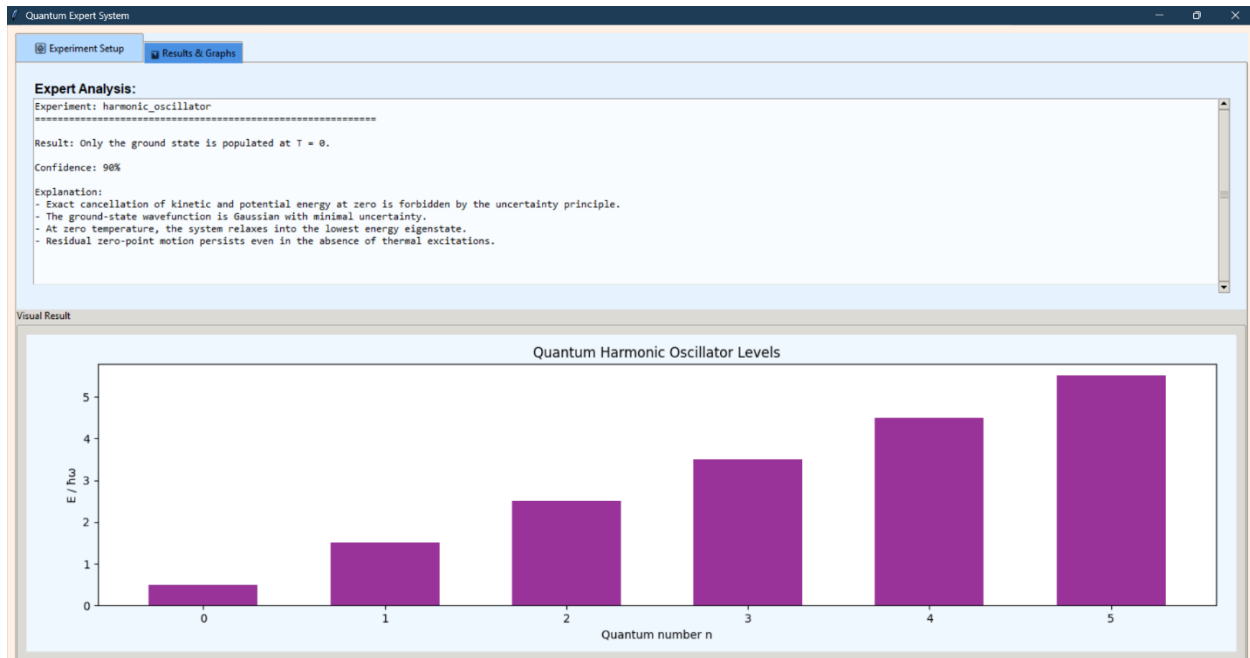 Quantum Expert System
Experiment Setup
Results & Graphs
Expert Analysis:
Experiment: harmonic_oscillator
============================================================
Result: Only the ground state is populated at T = 0.
Confidence: 90%
Explanation:
- Exact cancellation of kinetic and potential energy at zero is forbidden by the uncertainty principle.
- The ground-state wavefunction is Gaussian with minimal uncertainty.
- At zero temperature, the system relaxes into the lowest energy eigenstate.
- Residual zero-point motion persists even in the absence of thermal excitations.
Visual Result
Quantum Harmonic Oscillator Levels
E / ħω
5
4
3
2
1
0
0 1 2 3 4 5
Quantum number n